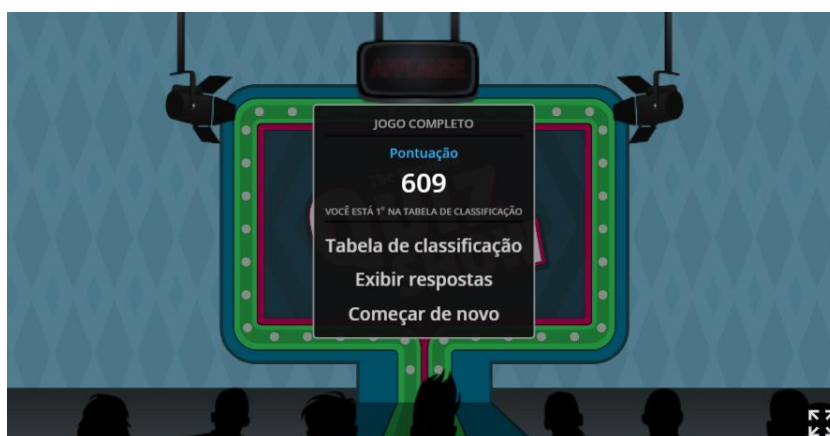 APPLAUSE
JOGO COMPLETO
Pontuação
609
VOCÊ ESTÁ 1º NA TABELA DE CLASSIFICAÇÃO
Tabela de classificação
Exibir respostas
Começar de novo